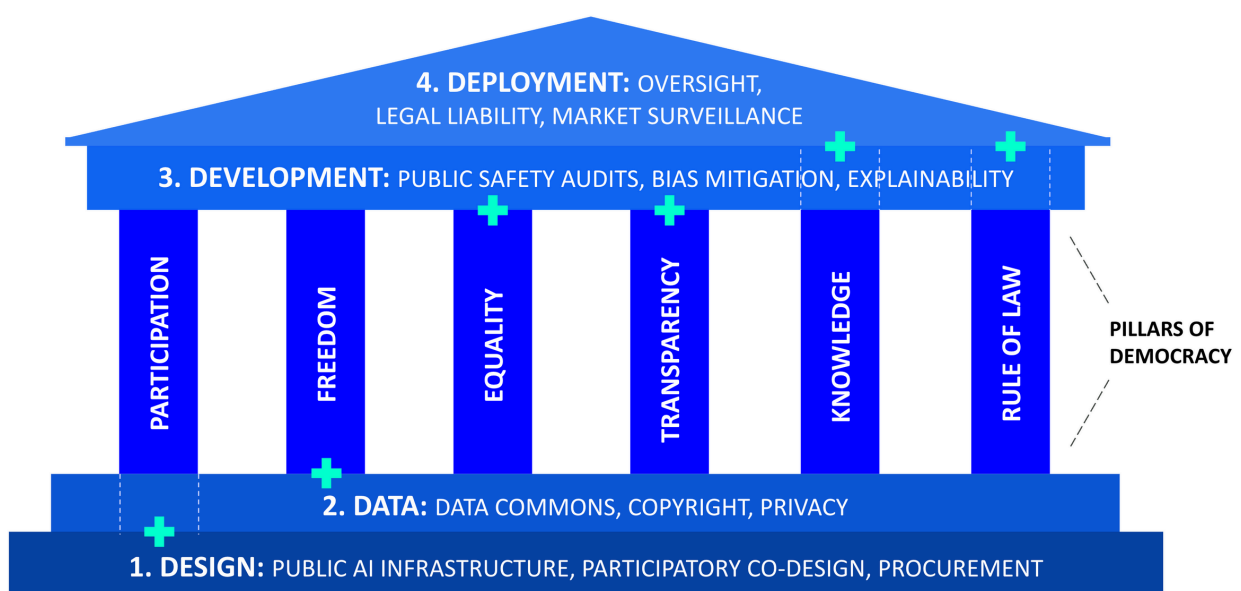 4. DEPLOYMENT: OVERSIGHT,
LEGAL LIABILITY, MARKET SURVEILLANCE
3. DEVELOPMENT: PUBLIC SAFETY AUDITS, BIAS MITIGATION, EXPLAINABILITY
PARTICIPATION
FREEDOM
EQUALITY
TRANSPARENCY
KNOWLEDGE
RULE OF LAW
PILLARS OF
DEMOCRACY
2. DATA: DATA COMMONS, COPYRIGHT, PRIVACY
1. DESIGN: PUBLIC AI INFRASTRUCTURE, PARTICIPATORY CO-DESIGN, PROCUREMENT